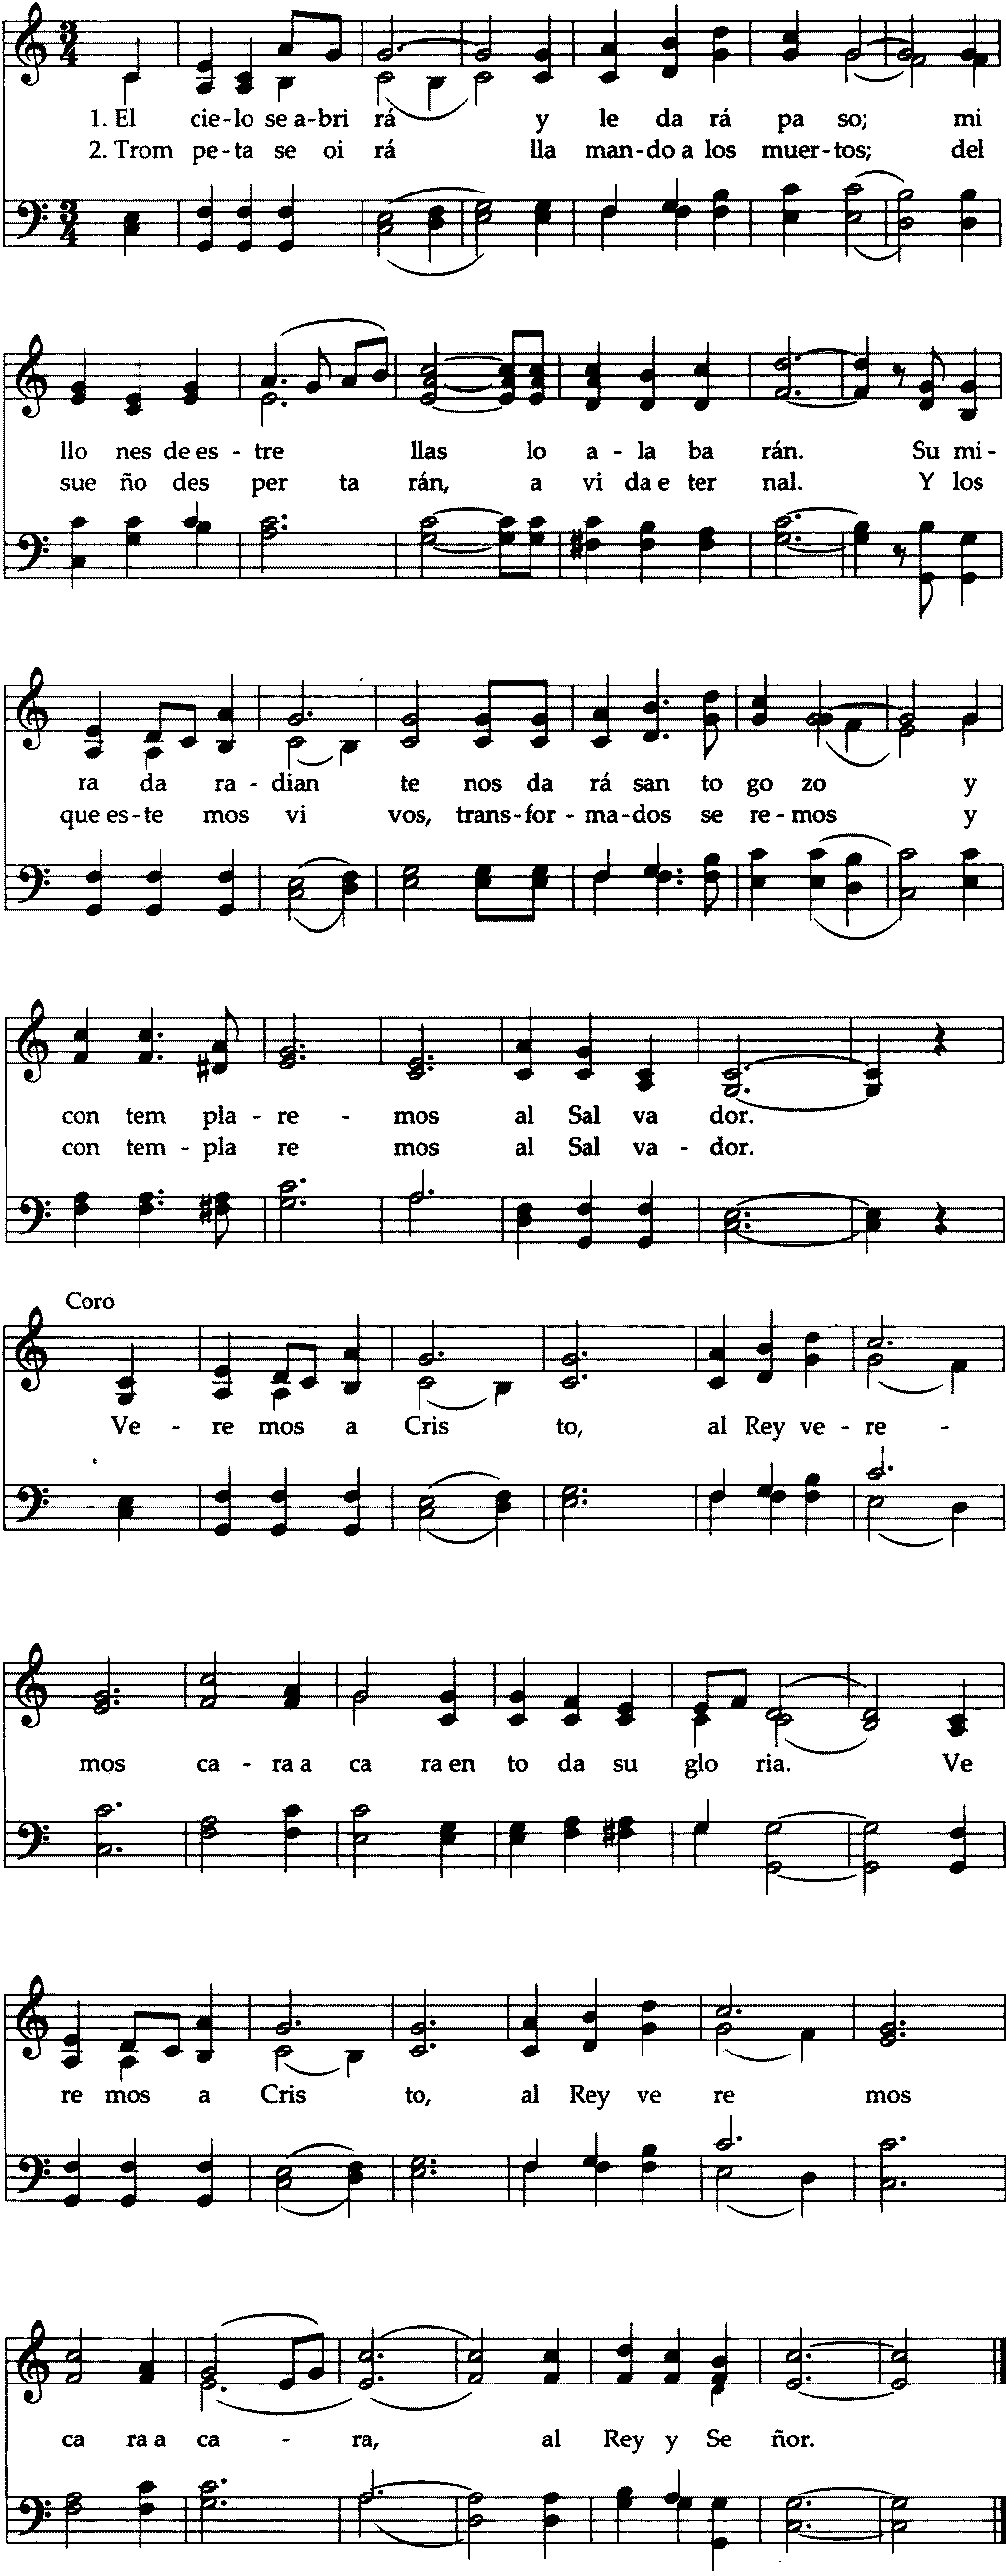 1. El cie-lo se a-bri rá y le da rá pa so; mi
2. Trom pe-ta se oi rá lla man-do a los muer-tos; del
llo nes de es-tre llas lo a-la ba rán. Su mi-
sue ño des per ta rán, a vi da e ter nal. Y los
ra da ra-dian te nos da rá san to go zo y
que es-te mos vi vos, trans-for-ma-dos se re-mos y
con tem pla-re-mos al Sal va dor.
con tem-pla re mos al Sal va-dor.
Coro
Ve-re mos a Cris to, al Rey ve-re-
mos ca-ra a ca ra en to da su glo ria. Ve
re mos a Cris to, al Rey ve re mos
ca ra a ca-ra, al Rey y Se ñor.